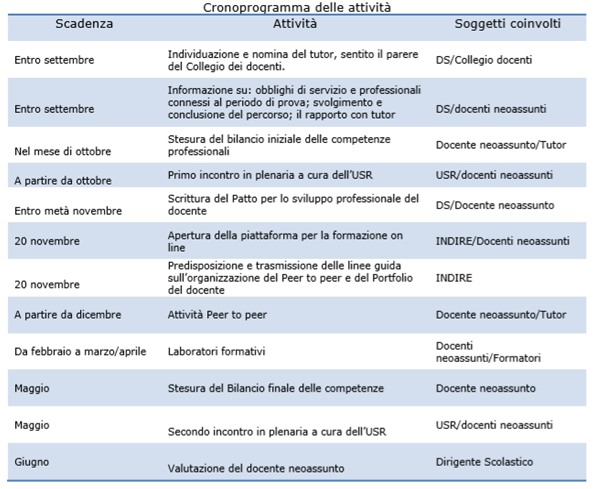 Cronoprogramma delle attività
Scadenza Attività Soggetti coinvolti
Entro settembre Individuazione e nomina del tutor, sentito il parere
del Collegio dei docenti. DS/Collegio docenti
Entro settembre Informazione su: obblighi di servizio e professionali
connessi al periodo di prova; svolgimento e
conclusione del percorso; il rapporto con tutor DS/docenti neoassunti
Nel mese di ottobre Stesura del bilancio iniziale delle competenze
professionali Docente neoassunto/Tutor
A partire da ottobre Primo incontro in plenaria a cura dell’USR USR/docenti neoassunti
Entro metà novembre Scrittura del Patto per lo sviluppo professionale del
docente DS/Docente neoassunto
20 novembre Apertura della piattaforma per la formazione on
line INDIRE/Docenti neoassunti
20 novembre Predisposizione e trasmissione delle linee guida
sull’organizzazione del Peer to peer e del Portfolio
del docente INDIRE
A partire da dicembre Attività Peer to peer Docente neoassunto/Tutor
Da febbraio a marzo/aprile Laboratori formativi Docenti
neoassunti/Formatori
Maggio Stesura del Bilancio finale delle competenze Docente neoassunto
Maggio Secondo incontro in plenaria a cura dell’USR USR/docenti neoassunti
Giugno Valutazione del docente neoassunto Dirigente Scolastico